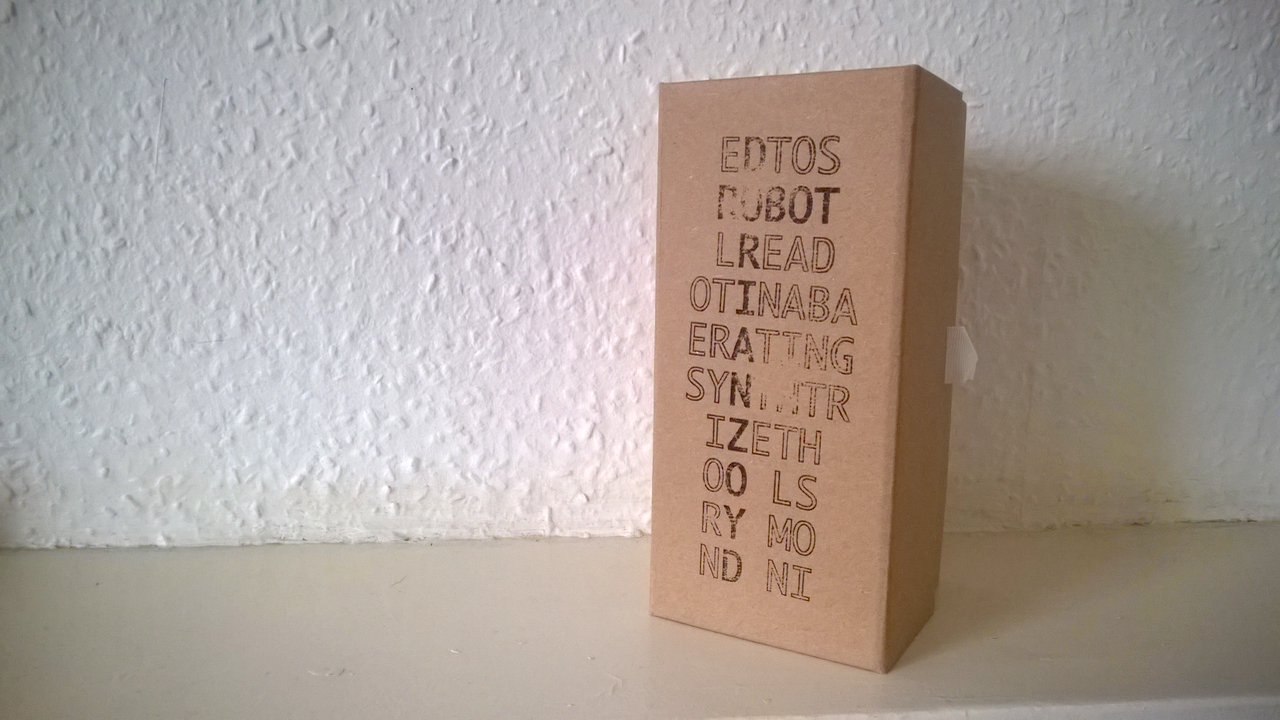 EDTOS
ROBOT
LREAD
OTINABA
ERATING
IZETH
OO LS
RY MO
ND NI